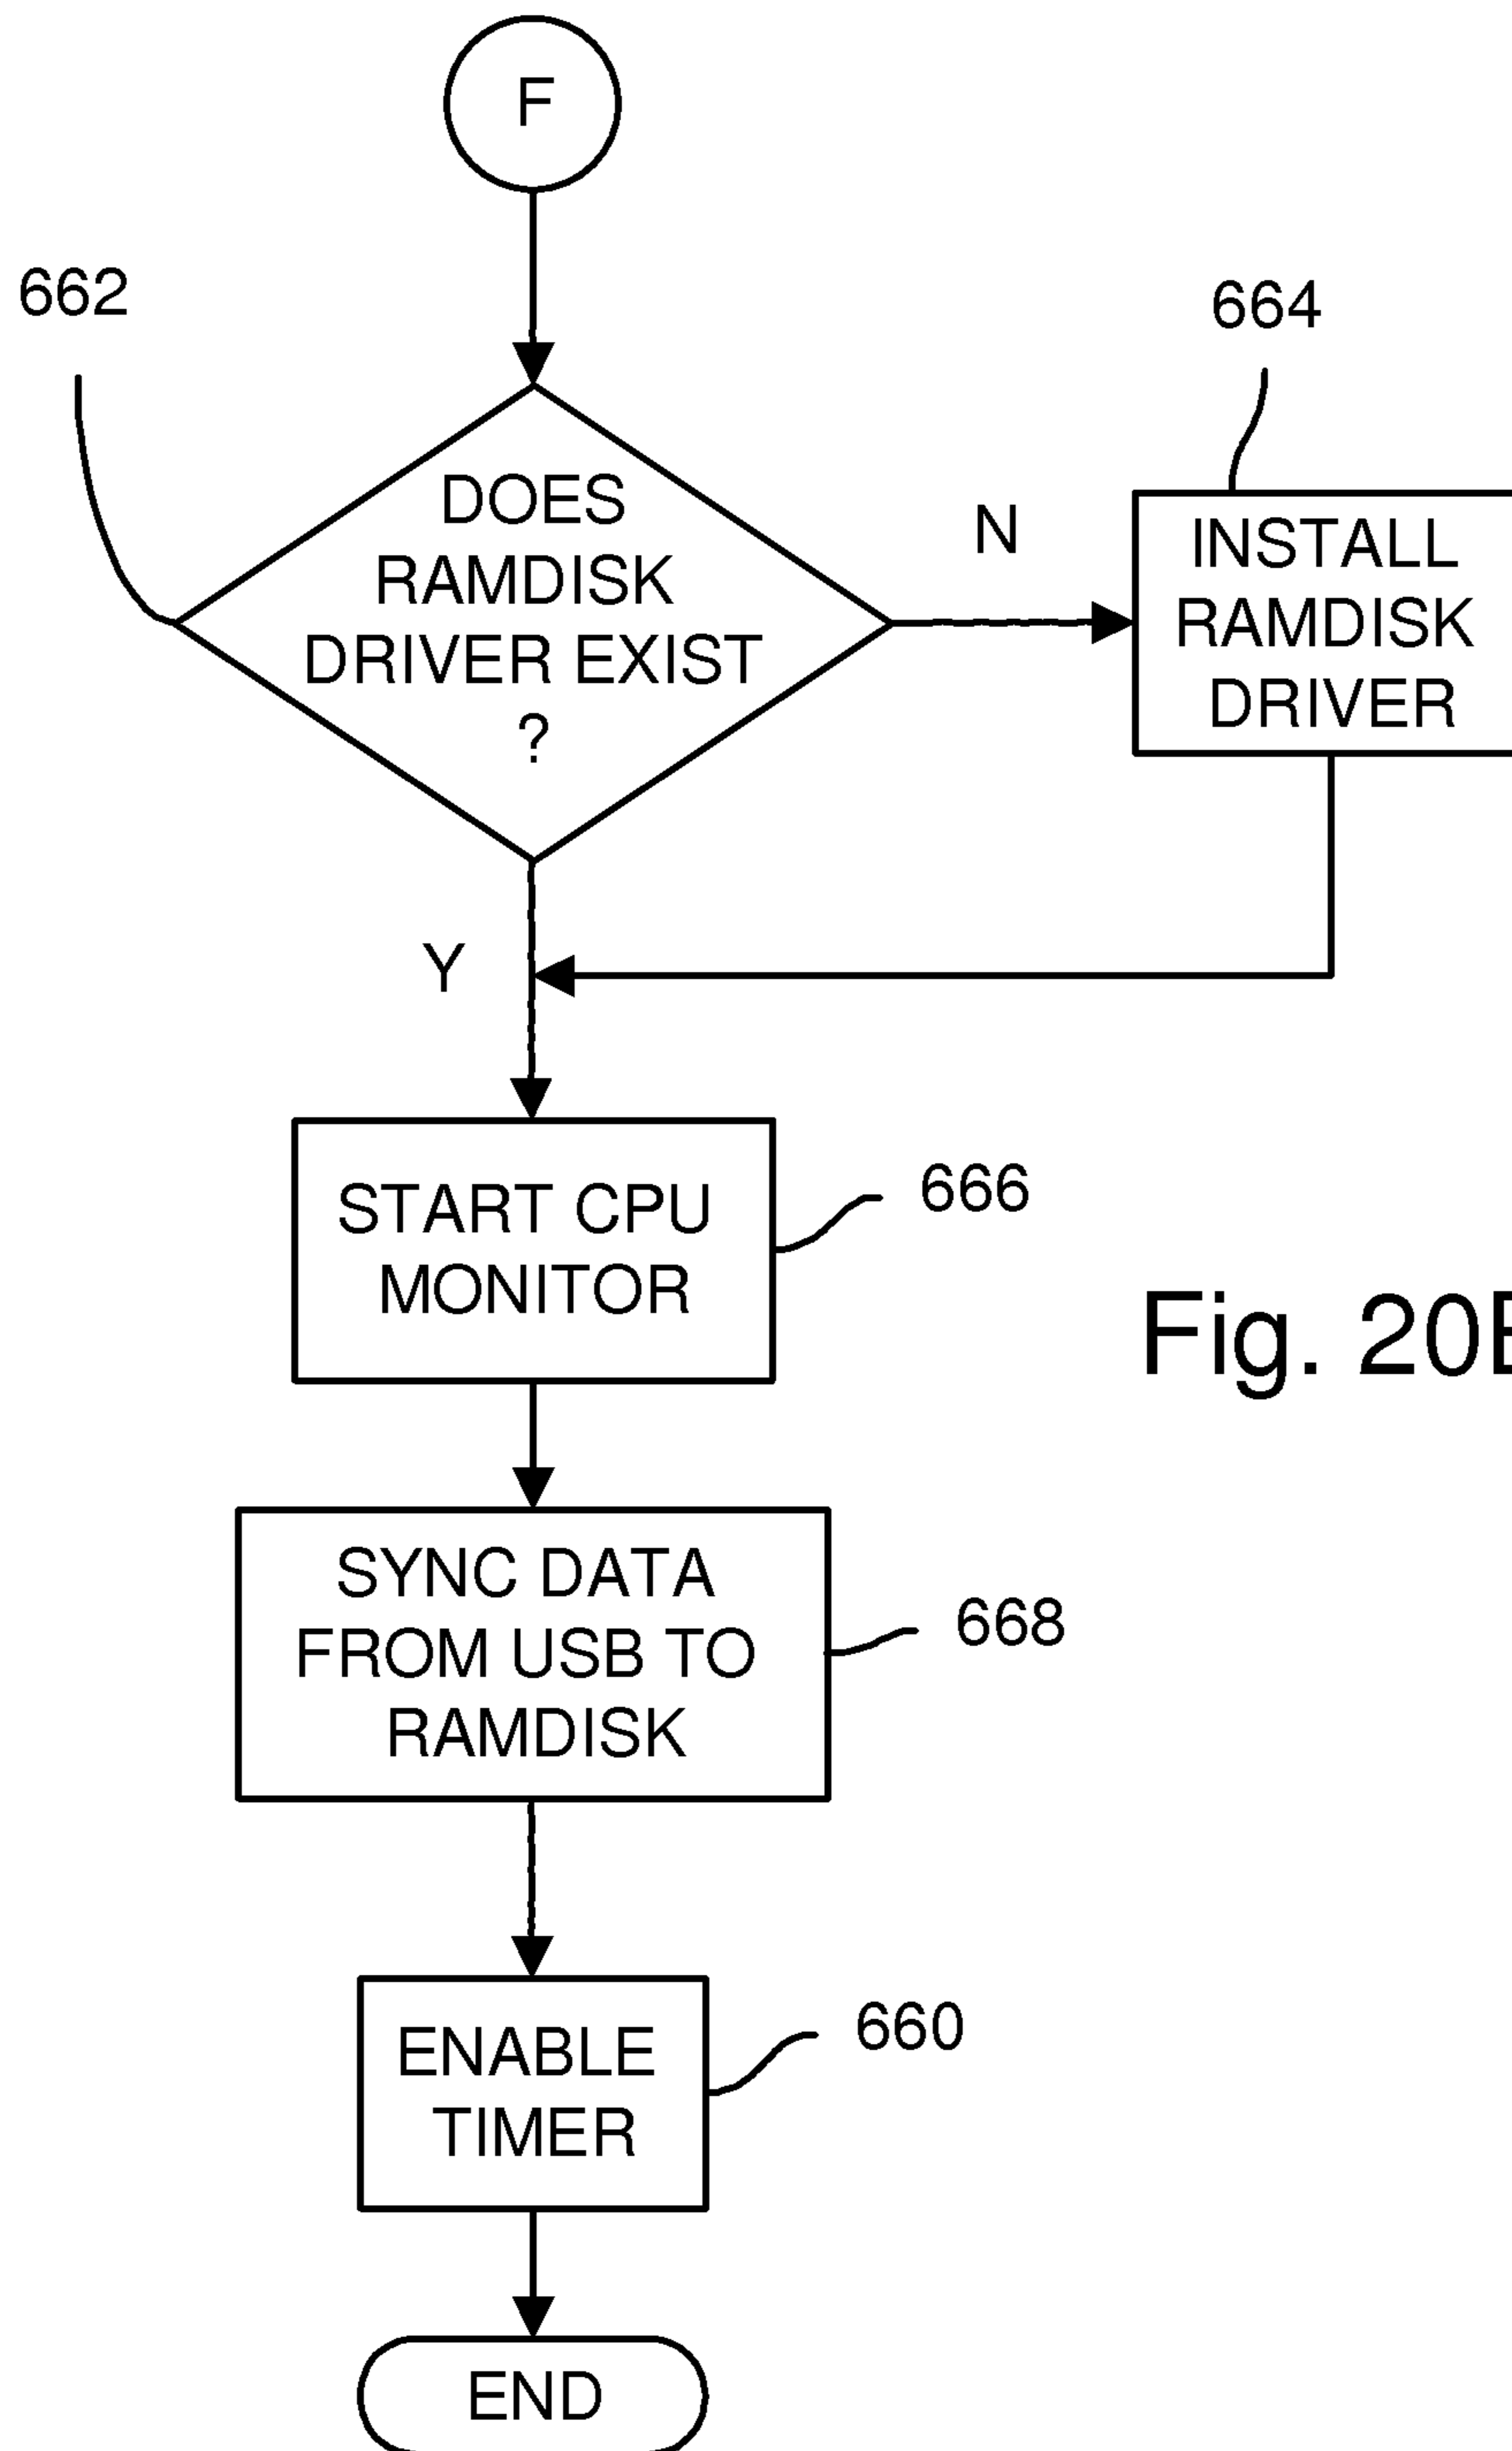 F
662
664
DOES
RAMDISK
DRIVER EXIST
?
N
INSTALL
RAMDISK
DRIVER
Y
START CPU
MONITOR
666
Fig.
SYNC DATA
FROM USB TO
RAMDISK
668
ENABLE
TIMER
660
END